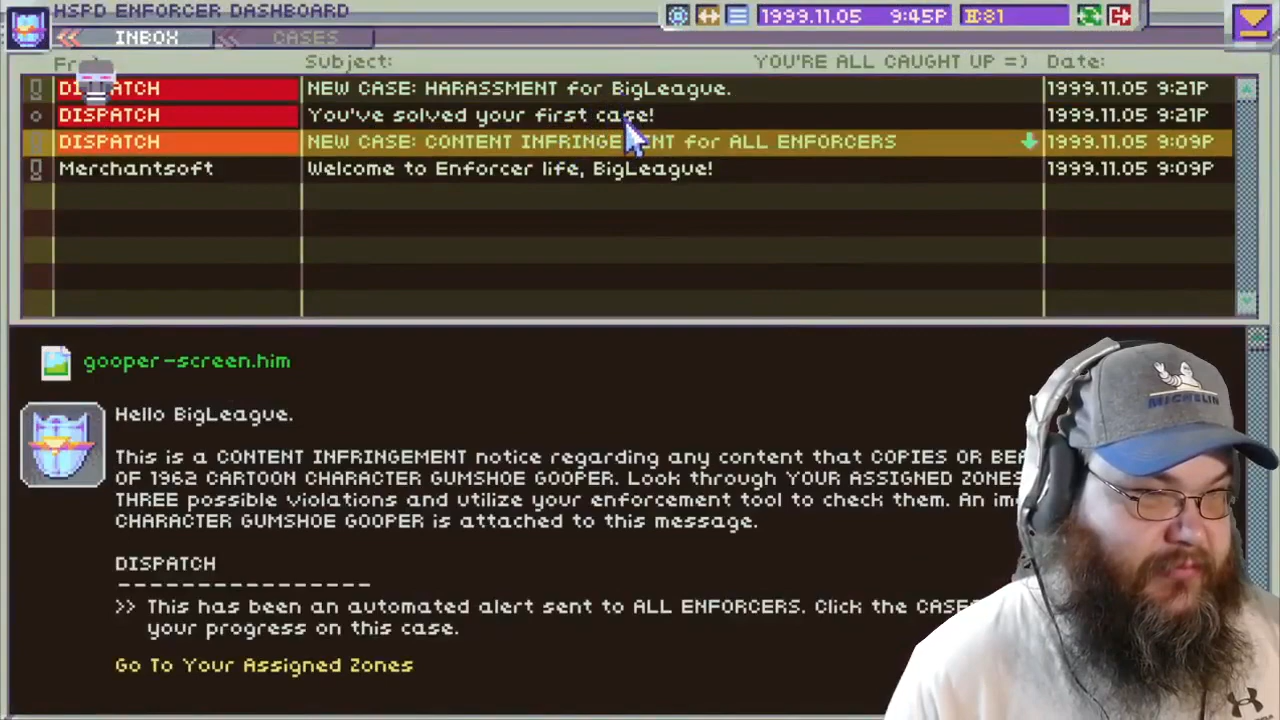 HSPD ENFORCER DASHBOARD
1999.11.05 9:45P
81
INBOX
CASES
Subject:
YOU'RE ALL CAUGHT UP =)
Date:
NEW CASE: HARASSMENT for BigLeague.
1999.11.05 9:21P
DISPATCH
You've solved your first case!
1999.11.05 9:21P
DISPATCH
NEW CASE: CONTENT for ALL ENFORCERS
1999.11.05 9:09P
Merchantsoft
Welcome to Enforcer life, BigLeague!
1999.11.05 9:09P
gooper-screen.him
Hello BigLeague.
This is a CONTENT INFRINGEMENT notice regarding any content that COPIES OR
OF 1962 CARTOON CHARACTER GUMSHOE GOOPER. Look through YOUR ASSIGNED ZONES
THREE possible violations and utilize your enforcement tool to check them. An
CHARACTER GUMSHOE GOOPER is attached to this message.
DISPATCH
----------------
>> This has been an automated alert sent to ALL ENFORCERS. Click the
your progress on this case.
Go To Your Assigned Zones
MICHELIN